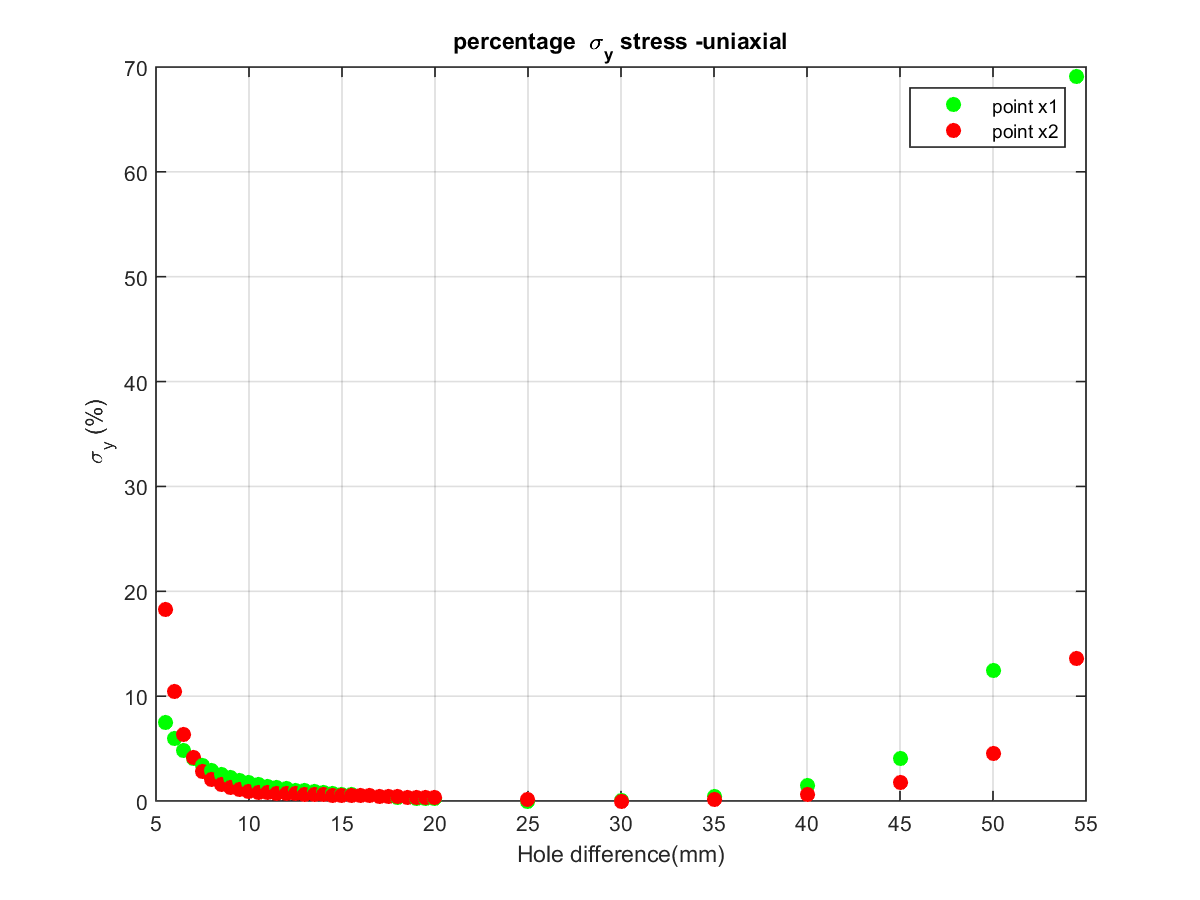 percentage σy stress -uniaxial
70
60
50
40
30
20
10
0
σy (%)
point x1
point x2
5 10 15 20 25 30 35 40 45 50 55
Hole difference(mm)